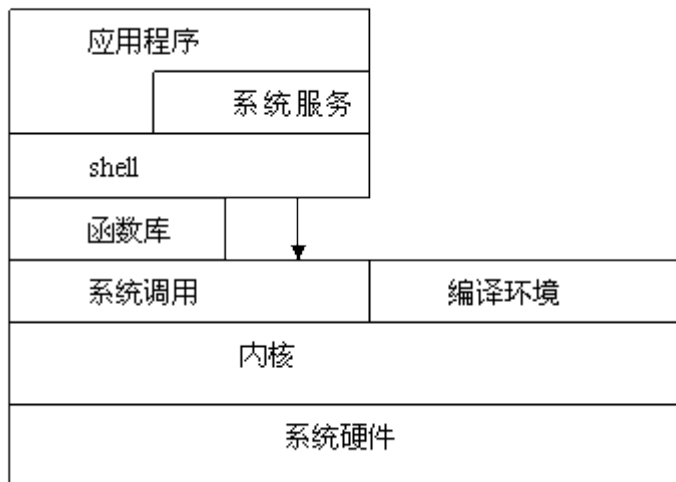 应用程序
系统服务
shell
函数库
系统调用
编译环境
内核
系统硬件